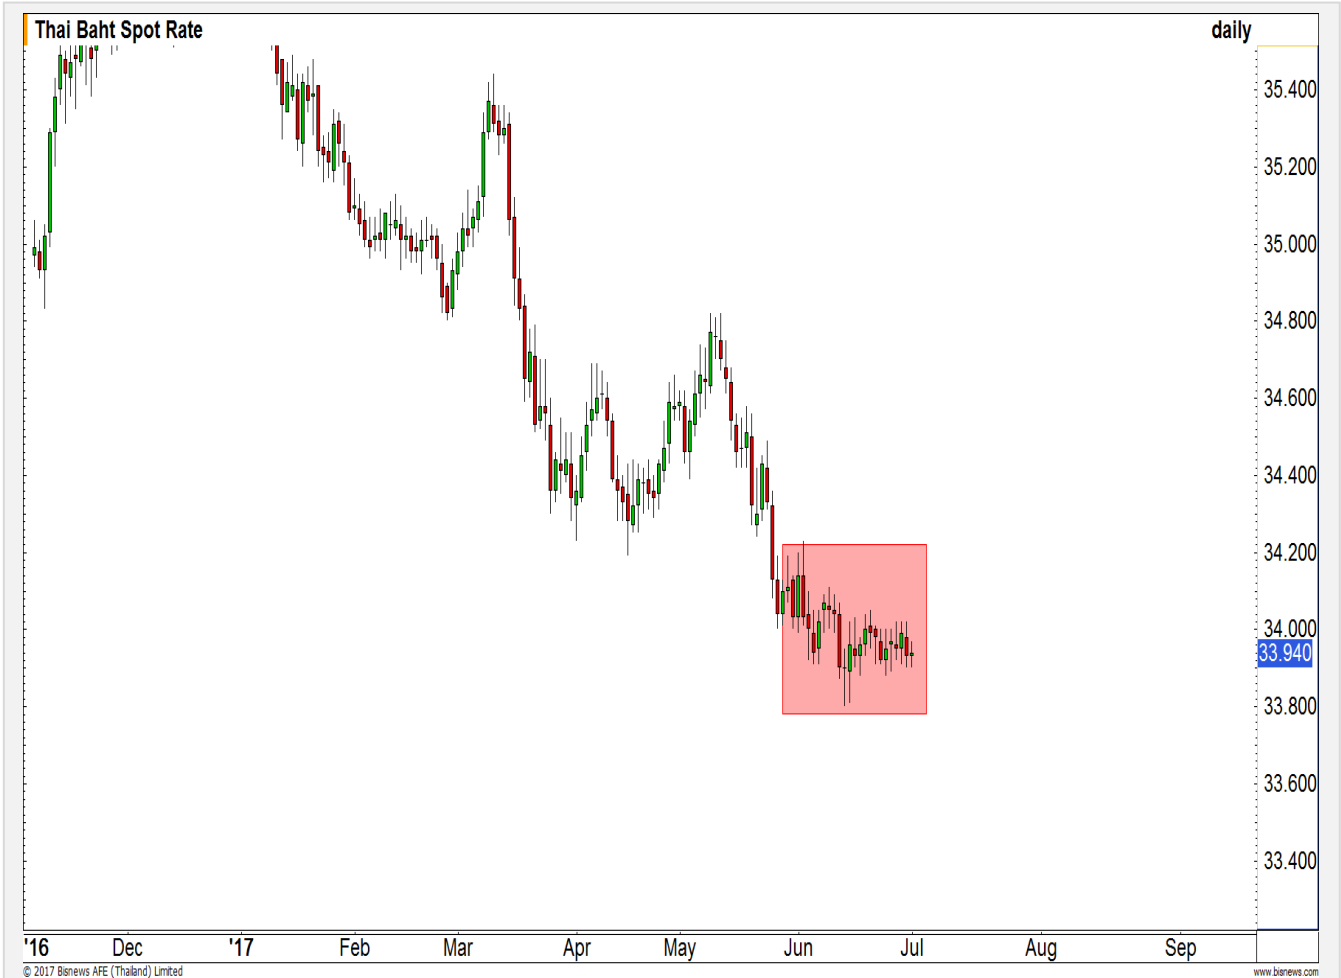 Thai Baht Spot Rate
daily
35.400
35.200
35.000
34.800
34.600
34.400
34.200
34.000
33.940
33.800
33.600
33.400
'16 Dec '17 Feb Mar Apr May Jun Jul Aug Sep
© 2017 Bisnews AFE (Thailand) Limited
www.bisnews.com